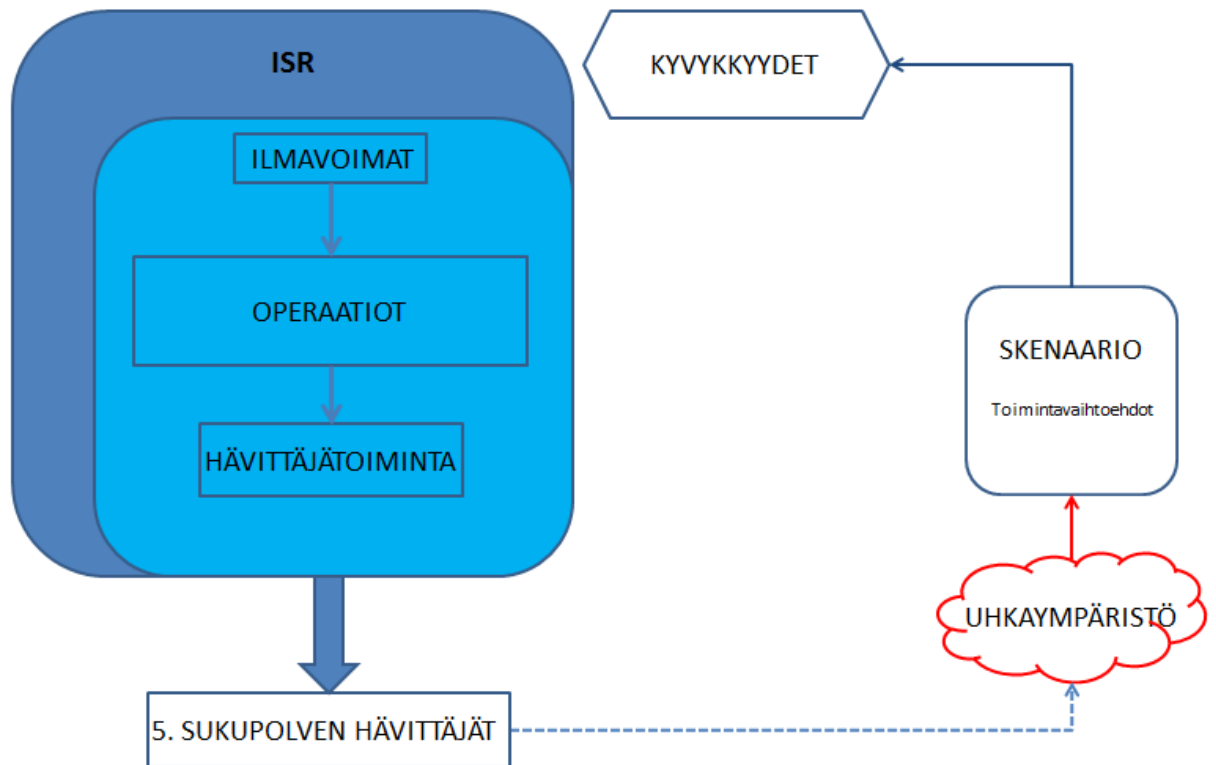 ISR
KYVYKKYYDET
ILMAVOIMAT
OPERAATIOT
SKENAARIO
Toimintavaihtoehdot
HÄVITTÄJÄTOIMINTA
UHKAYMPÄRISTÖ
5. SUKUPOLVEN HÄVITTÄJÄT